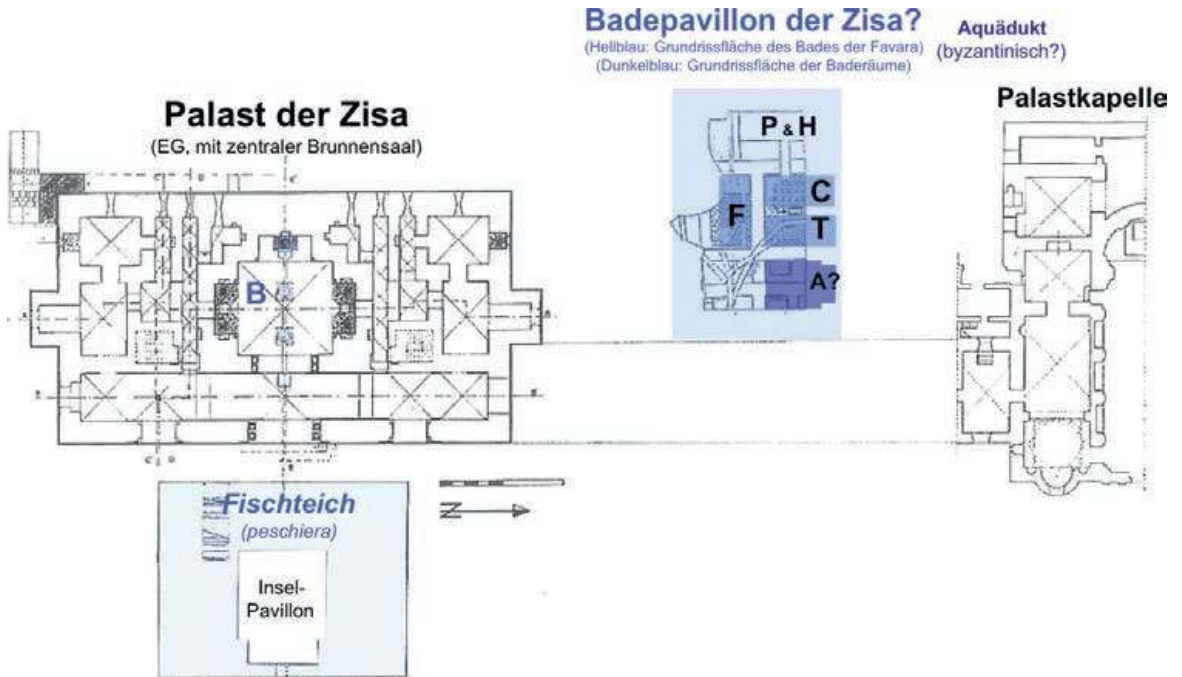 Badepavillon der Zisa?
(Hellblau: Grundrissfläche des Bades der Favara)
(Dunkelblau: Grundrissfläche der Baderäume)
Aquädukt
(byzantinisch?)
Palast der Zisa
(EG, mit zentraler Brunnensaal)
Palastkapelle
P & H
C
F
T
A?
B
Fischteich
(peschiera)
N
Insel-
Pavillon